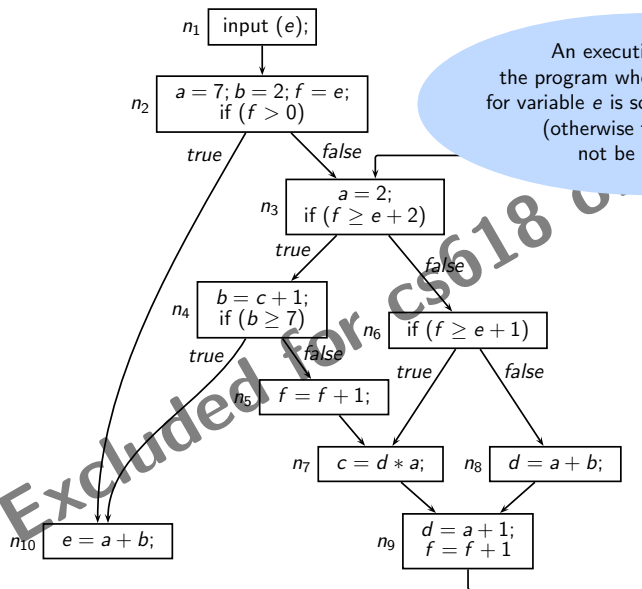 n1 input (e);
An executi
n2 a = 7; b = 2; f = e;
if (f > 0)
the program whe
for variable e is so
(otherwise
not be
true
false
n3 a = 2;
if (f ≥ e + 2)
true
false
n4 b = c + 1;
if (b ≥ 7)
n6 if (f ≥ e + 1)
true
false
true
false
n5 f = f + 1;
n7 c = d * a;
n8 d = a + b;
n10 e = a + b;
n9 d = a + 1;
f = f + 1
Excluded for cs618